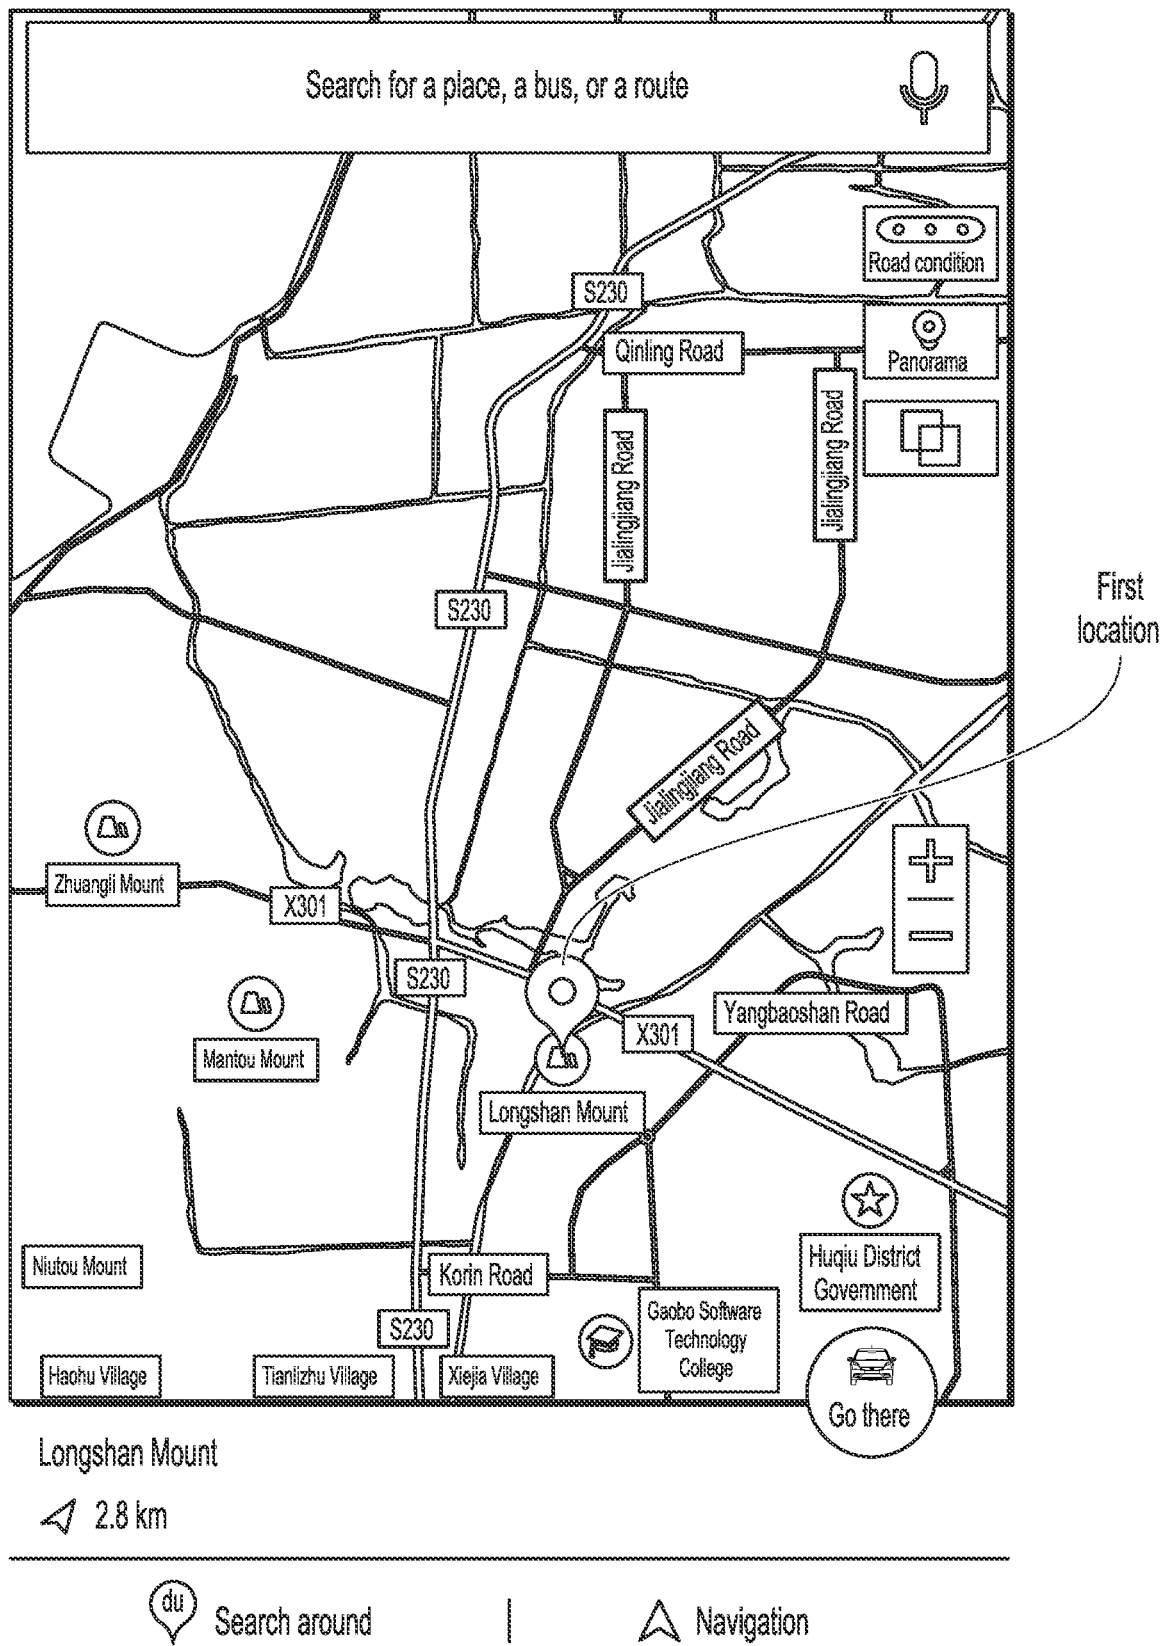 Search for a place, a bus, or a route
Road condition
S230
Qinling Road
Panorama
Jialingjiang Road
Jialingjiang Road
First
location
S230
Jialingjiang Road
Zhuangli Mount
X301
S230
Yangbaoshan Road
X301
Mantou Mount
Longshan Mount
Huqiu District
Government
Niutou Mount
Korin Road
Gaobo Software
Technology
College
S230
Haohu Village
Tianlizhu Village
Xiejia Village
Go there
Longshan Mount
2.8 km
du
Search around
Navigation